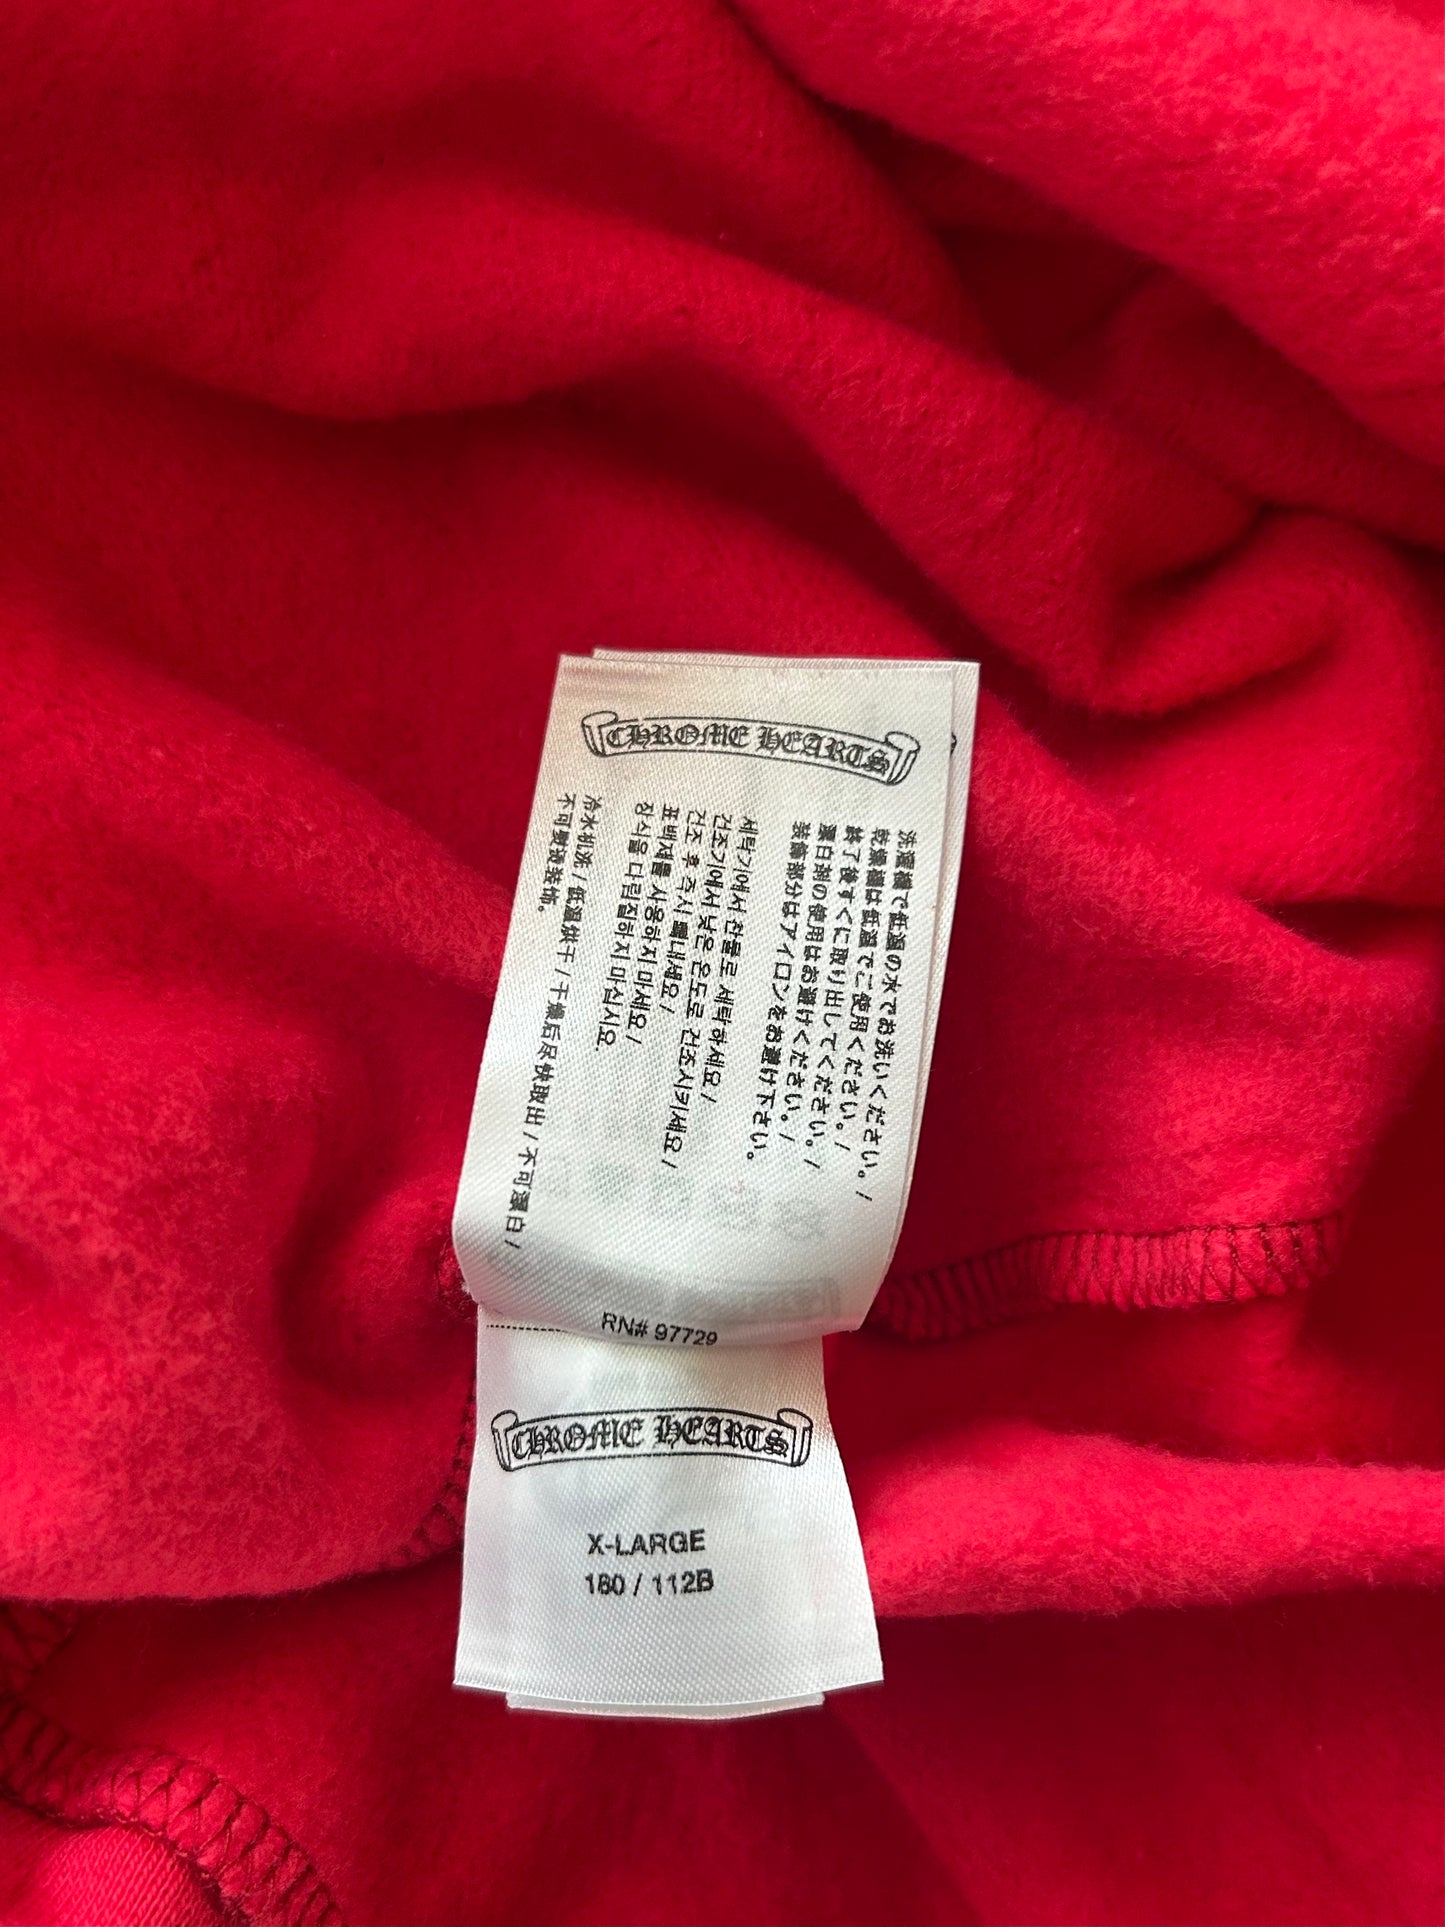 CHROME HEARTS
洗濯機で低温の水でお洗いください。/
乾燥機は低温でご使用ください。/
終了後すぐに取り出してください。/
漂白剤の使用はお避けください。/
装飾部分はアイロンをお避け下さい。
세탁기에서 찬물로 세탁하세요 /
건조기에서 낮은 온도로 건조시키세요 /
건조 후 즉시 빼내세요 /
표백제를 사용하지 마세요 /
장식을 다림질하지 마십시요.
冷水机洗 / 低温烘干 / 干燥后尽快取出 / 不可漂白 /
不可熨烫装饰。
RN# 97729
CHROME HEARTS
X-LARGE
180 / 112B